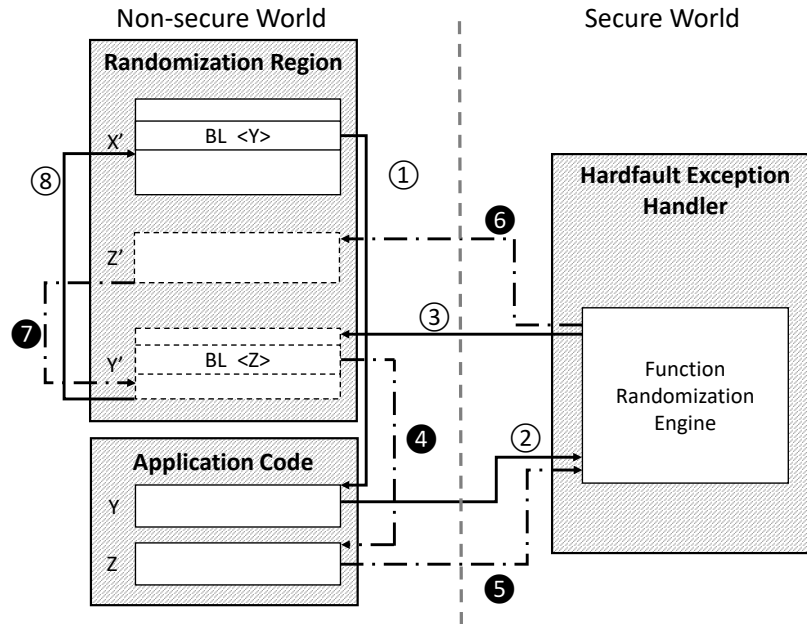 Non-secure World
Secure World
Randomization Region
X'
BL <Y>
①
⑧
Hardfault Exception
Handler
❻
Z'
③
❼
Y'
BL <Z>
Function
Randomization
Engine
❹
②
Application Code
Y
Z
❺